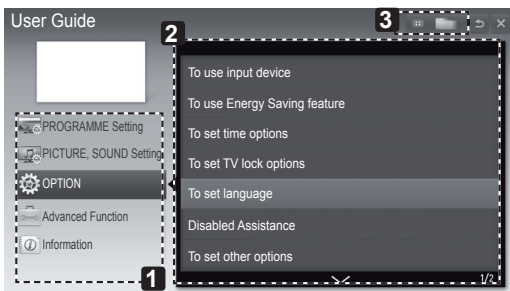 User Guide
3
2
To use input device
To use Energy Saving feature
PROGRAMME Setting
To set time options
PICTURE, SOUND Setting
To set TV lock options
OPTION
To set language
Advanced Function
Disabled Assistance
Information
To set other options
1
1/2